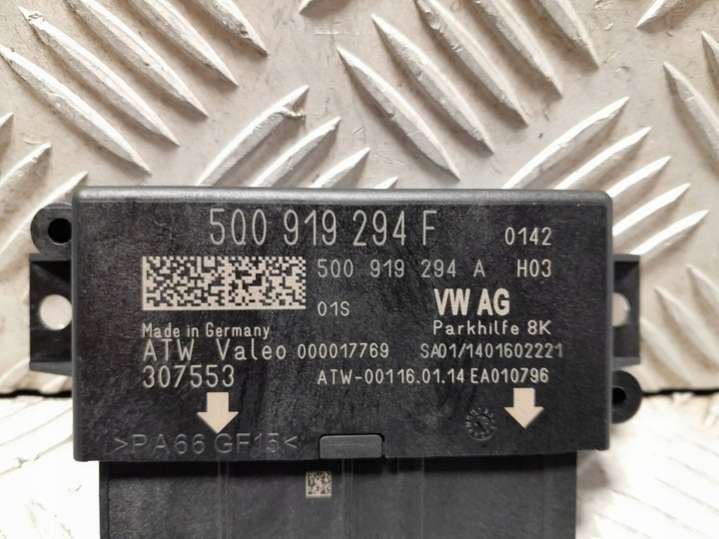 5Q0 919 294 F 0142
5Q0 919 294 A H03
01S VW AG
Made in Germany Parkhilfe 8K
ATW Valeo 000017769 SA01/1401602221
307553 ATW-00116.01.14 EA010796
>PA66 GF15<